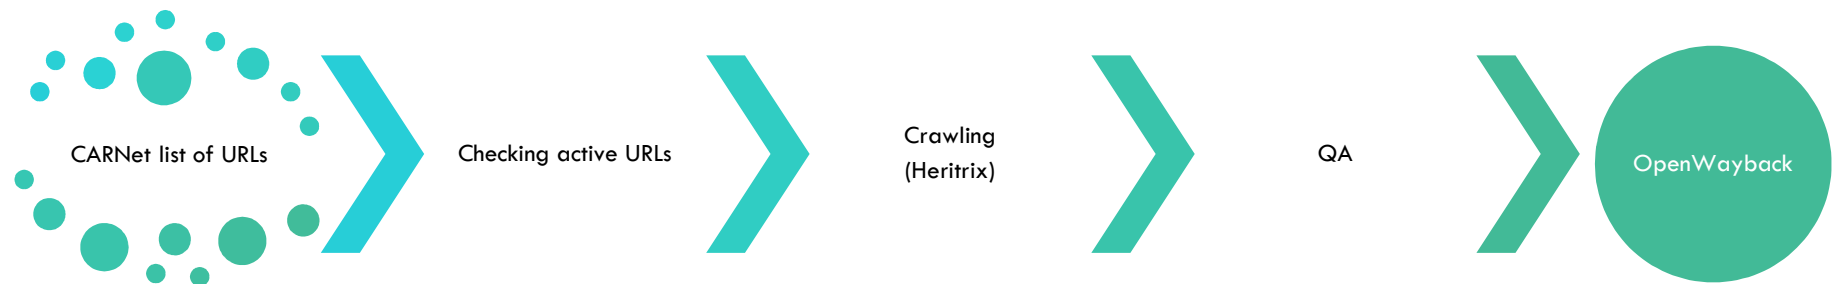 CARNet list of URLs
Checking active URLs
Crawling
(Heritrix)
QA
OpenWayback